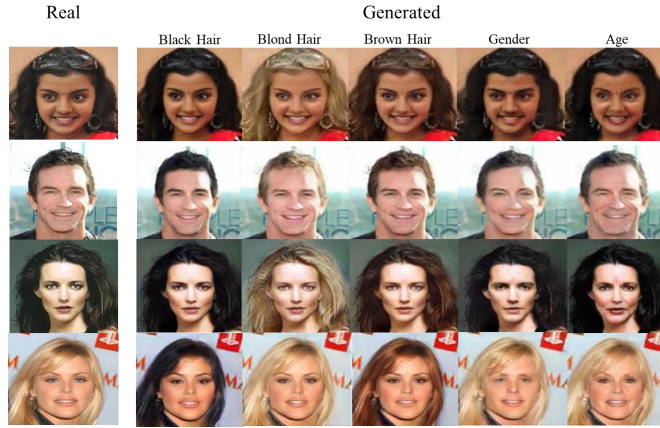 Real
Generated
Black Hair
Blond Hair
Brown Hair
Gender
Age